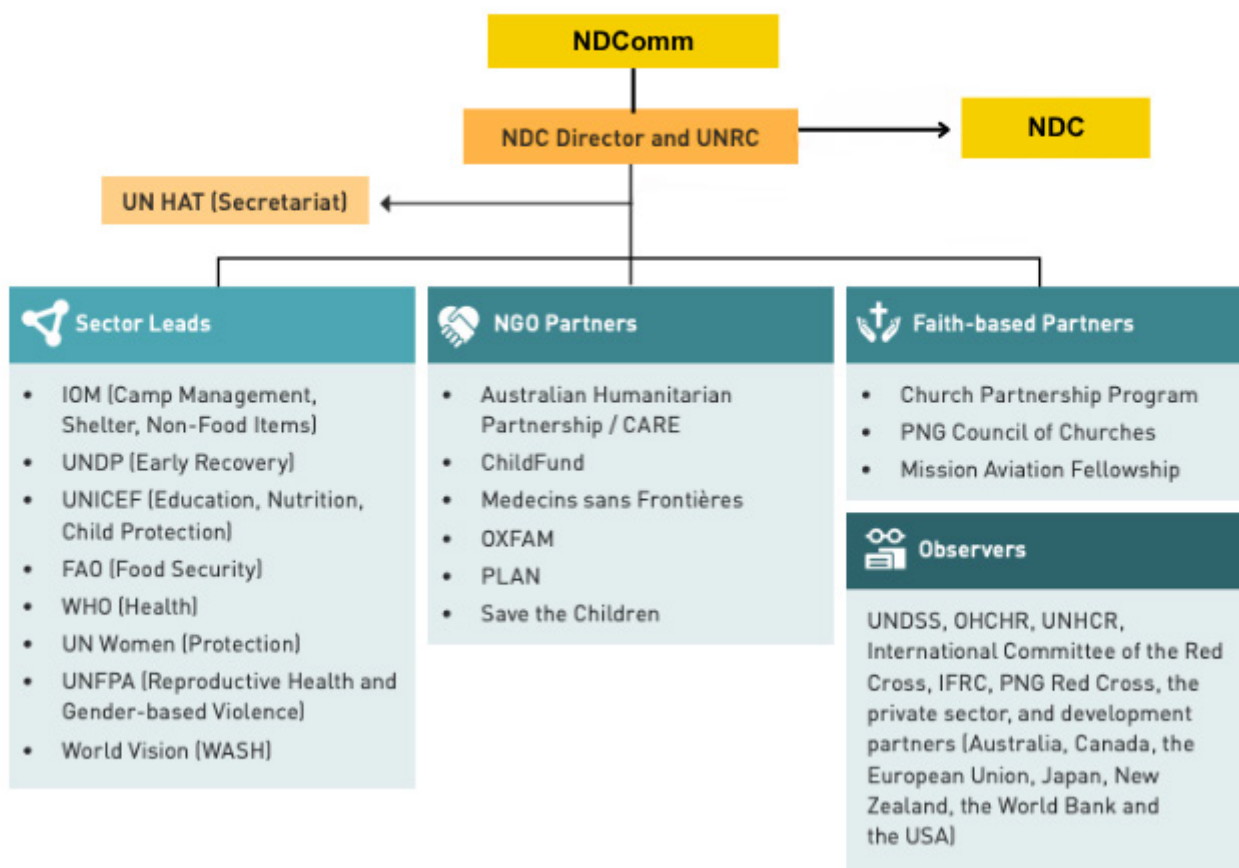 NDComm
NDC Director and UNRC
NDC
UN HAT (Secretariat)
Sector Leads
• IOM (Camp Management,
Shelter, Non-Food Items)
• UNDP (Early Recovery)
• UNICEF (Education, Nutrition,
Child Protection)
• FAO (Food Security)
• WHO (Health)
• UN Women (Protection)
• UNFPA (Reproductive Health and
Gender-based Violence)
• World Vision (WASH)
NGO Partners
• Australian Humanitarian
Partnership / CARE
• ChildFund
• Medecins sans Frontières
• OXFAM
• PLAN
• Save the Children
Faith-based Partners
• Church Partnership Program
• PNG Council of Churches
• Mission Aviation Fellowship
Observers
UNDSS, OHCHR, UNHCR,
International Committee of the Red
Cross, IFRC, PNG Red Cross, the
private sector, and development
partners (Australia, Canada, the
European Union, Japan, New
Zealand, the World Bank and
the USA)